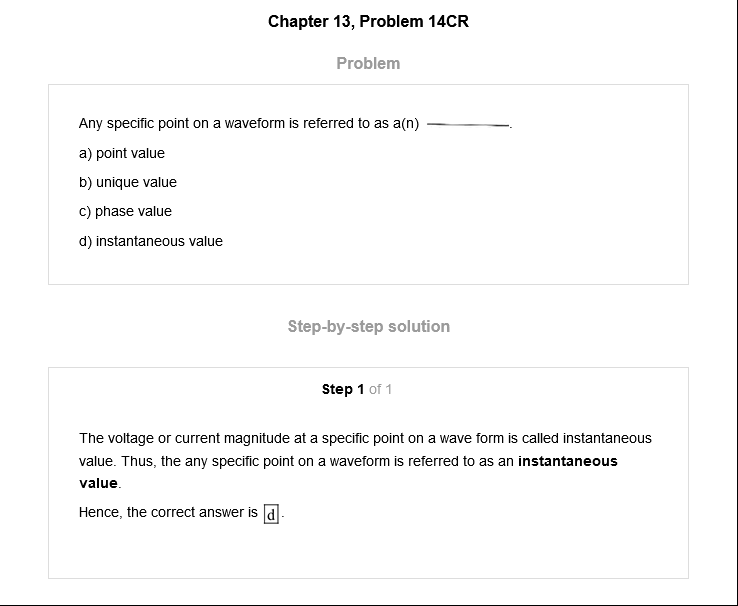 Chapter 13, Problem 14CR
Problem
Any specific point on a waveform is referred to as a(n) ________.
a) point value
b) unique value
c) phase value
d) instantaneous value
Step-by-step solution
Step 1 of 1
The voltage or current magnitude at a specific point on a wave form is called instantaneous
value. Thus, the any specific point on a waveform is referred to as an instantaneous
value.
Hence, the correct answer is d.